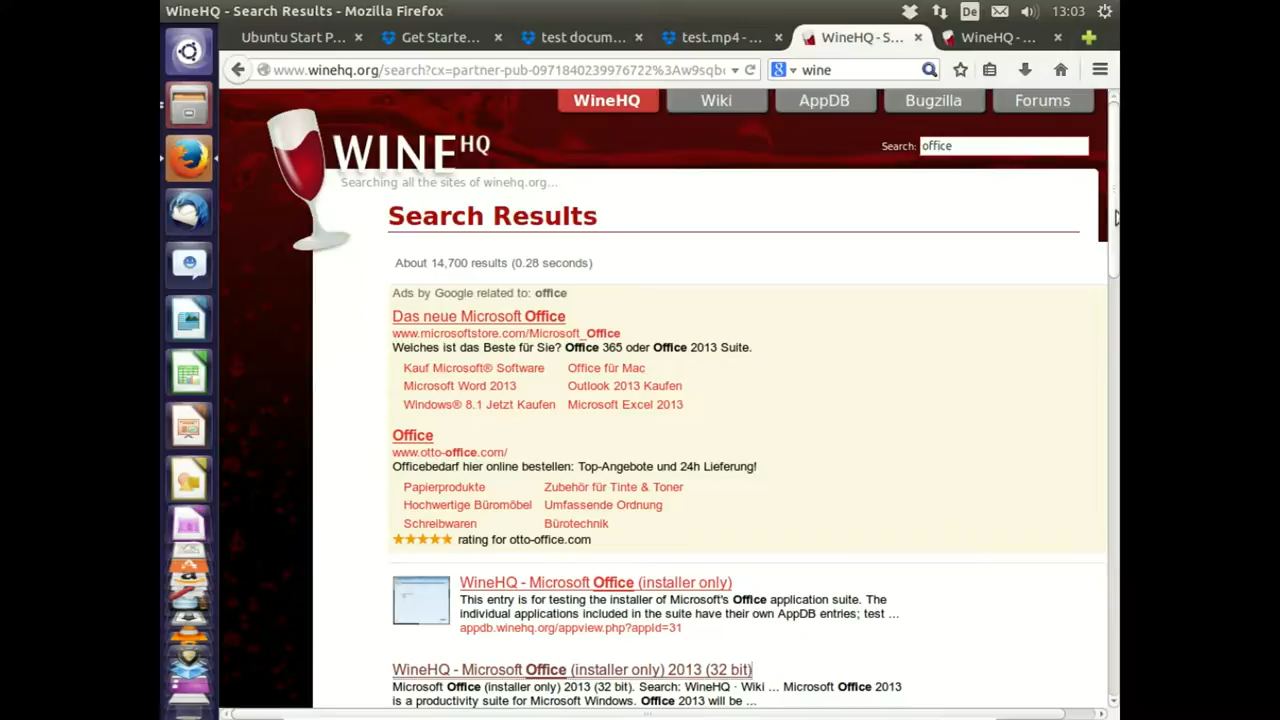 WineHQ - Search Results - Mozilla Firefox
De
13:03
Ubuntu Start P...
Get Starte...
test docum...
test.mp4 - ...
WineHQ - S...
WineHQ - ...
www.winehq.org/search?cx=partner-pub-0971840239976722%3Aw9sqb
wine
WineHQ
Wiki
AppDB
Bugzilla
Forums
WINE HQ
Search:
office
Searching all the sites of winehq.org...
Search Results
About 14,700 results (0.28 seconds)
Ads by Google related to: office
Das neue Microsoft Office
www.microsoftstore.com/Microsoft_Office
Welches ist das Beste für Sie? Office 365 oder Office 2013 Suite.
Kauf Microsoft® Software
Office für Mac
Microsoft Word 2013
Outlook 2013 Kaufen
Windows® 8.1 Jetzt Kaufen
Microsoft Excel 2013
Office
www.otto-office.com/
Officebedarf hier online bestellen: Top-Angebote und 24h Lieferung!
Papierprodukte
Zubehör für Tinte & Toner
Hochwertige Büromöbel
Umfassende Ordnung
Schreibwaren
Bürotechnik
rating for otto-office.com
WineHQ - Microsoft Office (installer only)
This entry is for testing the installer of Microsoft's Office application suite. The
individual applications included in the suite have their own AppDB entries; test ...
appdb.winehq.org/appview.php?appId=31
WineHQ - Microsoft Office (installer only) 2013 (32 bit)
Microsoft Office (installer only) 2013 (32 bit). Search: WineHQ · Wiki ... Microsoft Office 2013
is a productivity suite for Microsoft Windows. Office 2013 will be ...